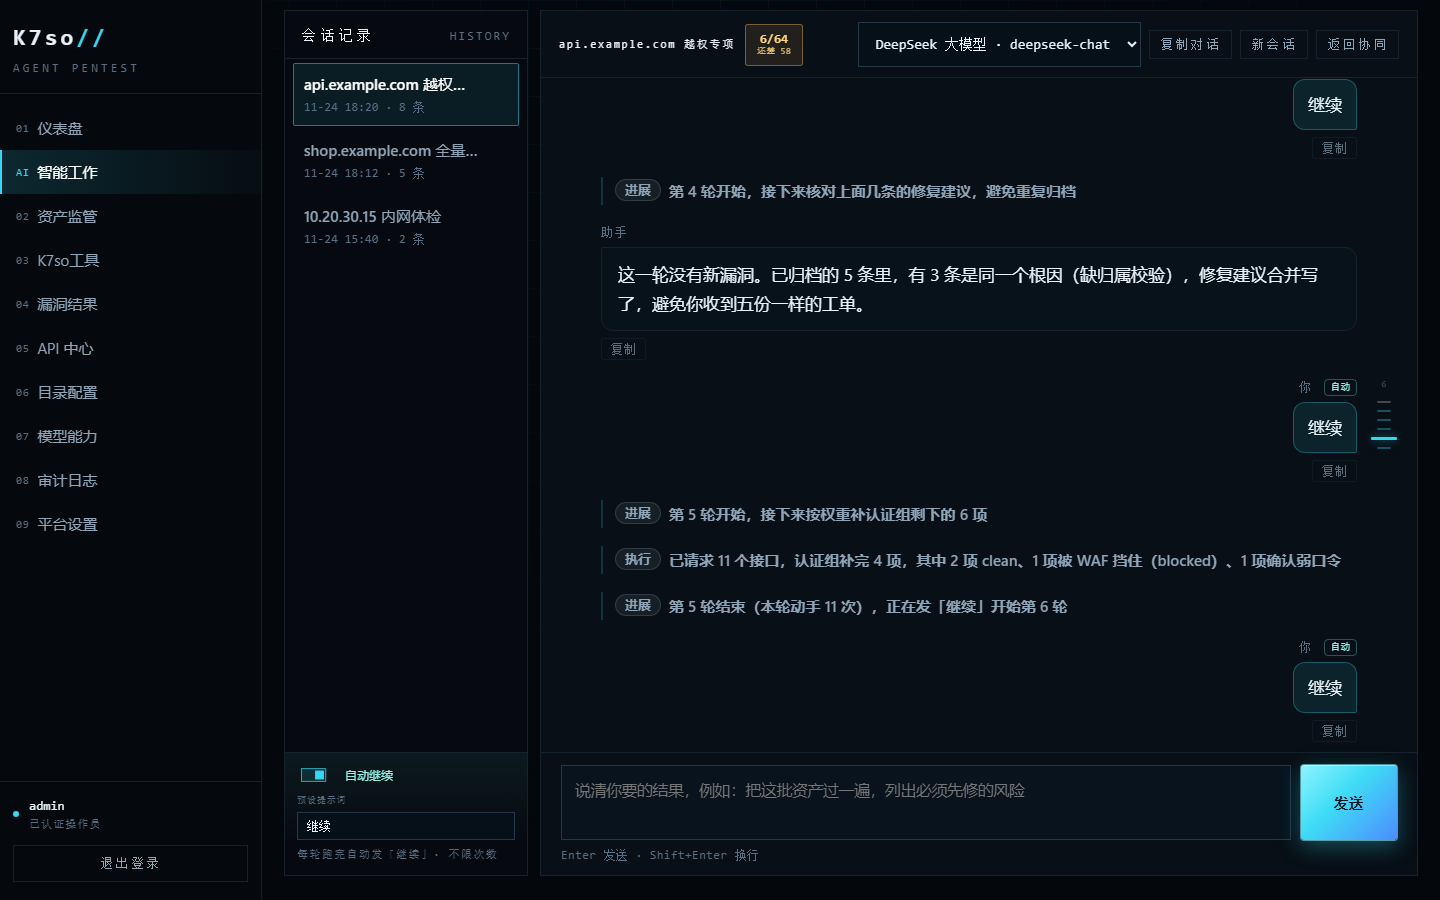 K7so//
AGENT PENTEST
01 仪表盘
AI 智能工作
02 资产监管
03 K7so工具
04 漏洞结果
05 API 中心
06 目录配置
07 模型能力
08 审计日志
09 平台设置
admin
已认证操作员
退出登录
会话记录 HISTORY
api.example.com 越权...
11-24 18:20 · 8 条
shop.example.com 全量...
11-24 18:12 · 5 条
10.20.30.15 内网体检
11-24 15:40 · 2 条
自动继续
预设提示词
继续
每轮跑完自动发「继续」· 不限次数
api.example.com 越权专项
6/64
还差 58
DeepSeek 大模型 · deepseek-chat
复制对话
新会话
返回协同
继续
复制
进展 第 4 轮开始，接下来核对上面几条的修复建议，避免重复归档
助手
这一轮没有新漏洞。已归档的 5 条里，有 3 条是同一个根因（缺归属校验），修复建议合并写
了，避免你收到五份一样的工单。
复制
你 自动
6
继续
复制
进展 第 5 轮开始，接下来按权重补认证组剩下的 6 项
执行 已请求 11 个接口，认证组补完 4 项，其中 2 项 clean、1 项被 WAF 挡住（blocked）、1 项确认弱口令
进展 第 5 轮结束（本轮动手 11 次），正在发「继续」开始第 6 轮
你 自动
继续
复制
说清你要的结果，例如：把这批资产过一遍，列出必须先修的风险
发送
Enter 发送 · Shift+Enter 换行